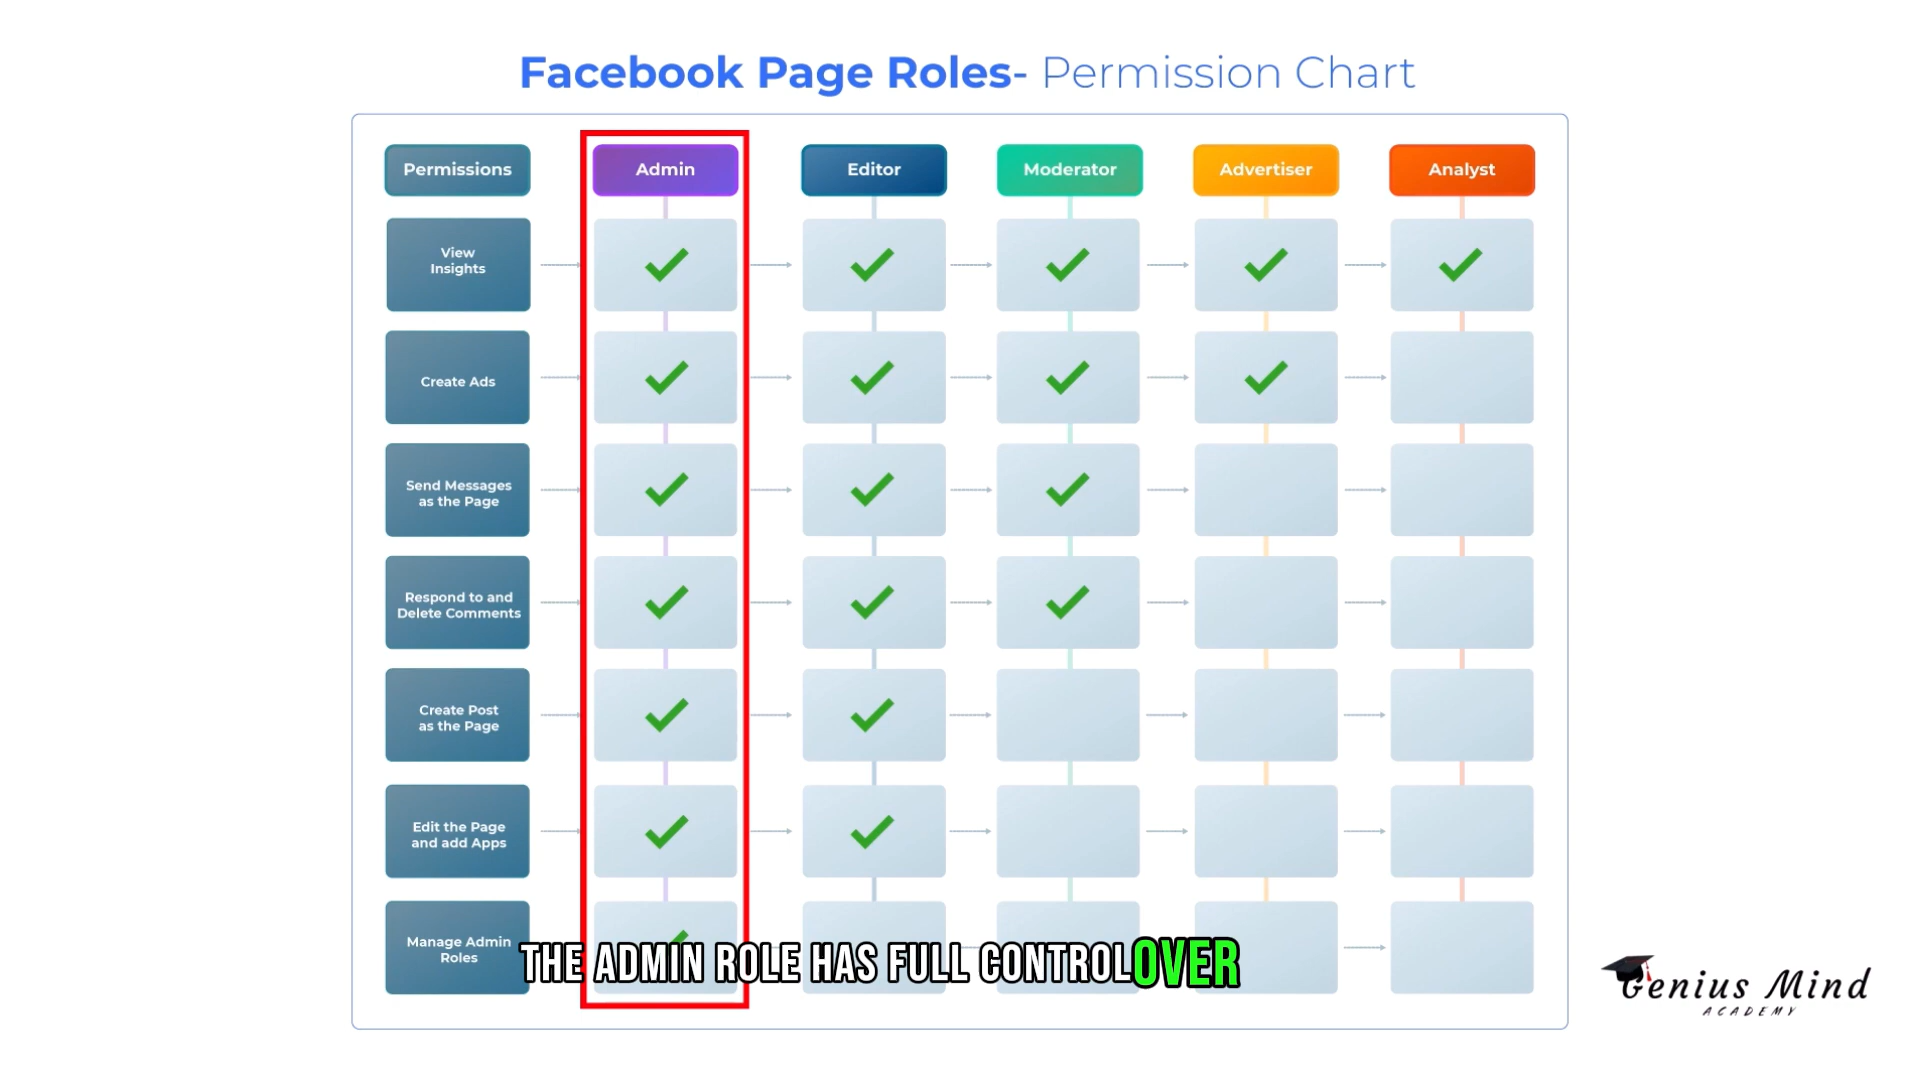 Facebook Page Roles- Permission Chart
Permissions
Admin
Editor
Moderator
Advertiser
Analyst
View
Insights
Create Ads
Send Messages
as the Page
Respond to and
Delete Comments
Create Post
as the Page
Edit the Page
and add Apps
Manage Admin
Roles
THE ADMIN ROLE HAS FULL CONTROL OVER
Genius Mind
ACADEMY